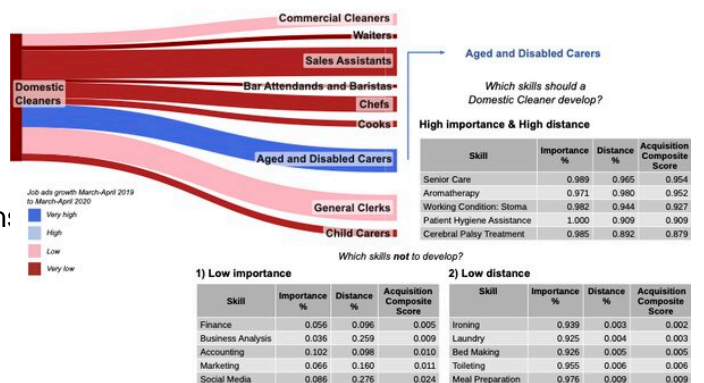 Commercial Cleaners
Waiters
Sales Assistants
Bar Attendands and Baristas
Chefs
Cooks
Aged and Disabled Carers
General Clerks
Child Carers
Domestic
Cleaners
Job ads growth March-April 2019
to March-April 2020
Very high
High
Low
Very low
Aged and Disabled Carers
Which skills should a
Domestic Cleaner develop?
High importance & High distance
Skill Importance % Distance % Acquisition Composite Score
Senior Care 0.989 0.965 0.954
Aromatherapy 0.971 0.980 0.952
Working Condition: Stoma 0.982 0.944 0.927
Patient Hygiene Assistance 1.000 0.909 0.909
Cerebral Palsy Treatment 0.985 0.892 0.879
Which skills not to develop?
1) Low importance
Skill Importance % Distance % Acquisition Composite Score
Finance 0.056 0.096 0.005
Business Analysis 0.036 0.259 0.009
Accounting 0.102 0.098 0.010
Marketing 0.066 0.160 0.011
Social Media 0.086 0.276 0.024
2) Low distance
Skill Importance % Distance % Acquisition Composite Score
Ironing 0.939 0.003 0.002
Laundry 0.925 0.004 0.003
Bed Making 0.926 0.005 0.005
Toileting 0.955 0.006 0.006
Meal Preparation 0.976 0.009 0.009